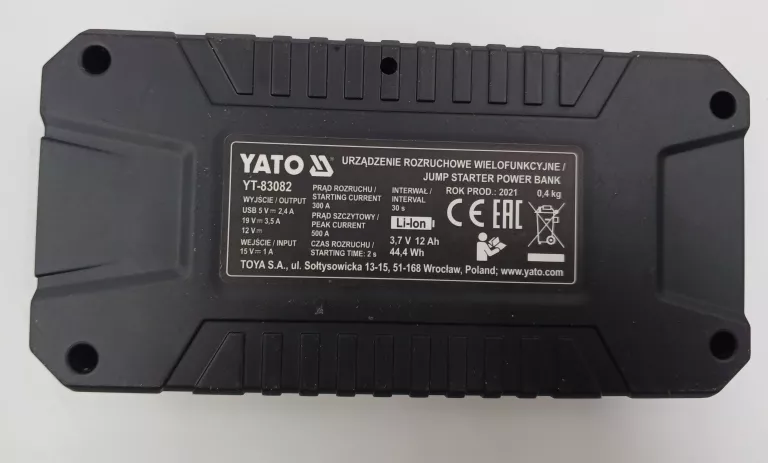 YATO
URZĄDZENIE ROZRUCHOWE WIELOFUNKCYJNE /
JUMP STARTER POWER BANK
YT-83082
WYJŚCIE / OUTPUT
USB 5 V⎓ 2,4 A
19 V⎓ 3,5 A
12 V⎓
WEJŚCIE / INPUT
15 V⎓ 1 A
PRĄD ROZRUCHU /
STARTING CURRENT
300 A
PRĄD SZCZYTOWY /
PEAK CURRENT
500 A
CZAS ROZRUCHU /
STARTING TIME: 2 s
INTERWAŁ /
INTERVAL
30 s
Li-Ion
3,7 V 12 Ah
44,4 Wh
ROK PROD.: 2021
0,4 kg
CE EAC
TOYA S.A., ul. Sołtysowicka 13-15, 51-168 Wrocław, Poland; www.yato.com